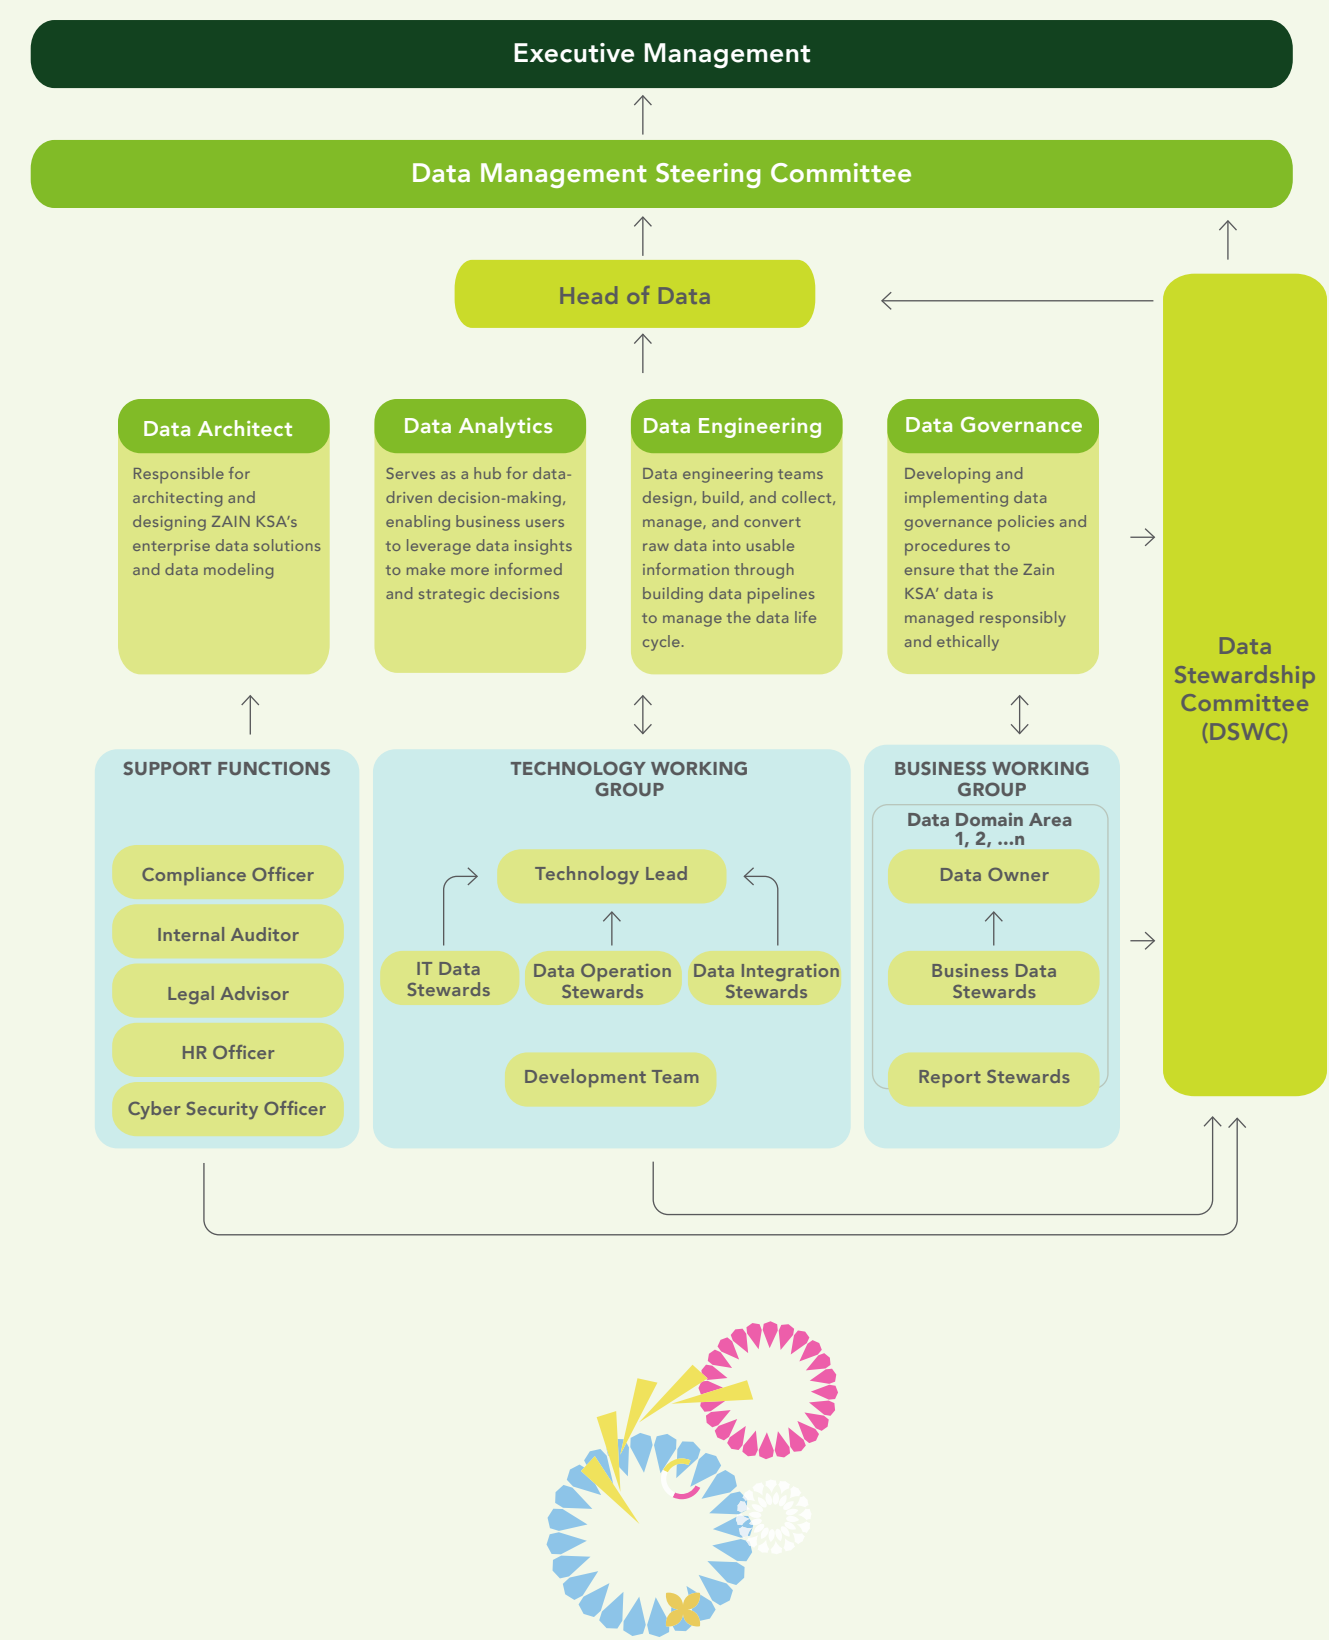 Executive Management
Data Management Steering Committee
Head of Data
Data Architect
Responsible for
architecting and
designing ZAIN KSA’s
enterprise data solutions
and data modeling
Data Analytics
Serves as a hub for data-
driven decision-making,
enabling business users
to leverage data insights
to make more informed
and strategic decisions
Data Engineering
Data engineering teams
design, build, and collect,
manage, and convert
raw data into usable
information through
building data pipelines
to manage the data life
cycle.
Data Governance
Developing and
implementing data
governance policies and
procedures to
ensure that the Zain
KSA’ data is
managed responsibly
and ethically
Data
Stewardship
Committee
(DSWC)
SUPPORT FUNCTIONS
Compliance Officer
Internal Auditor
Legal Advisor
HR Officer
Cyber Security Officer
TECHNOLOGY WORKING
GROUP
Technology Lead
IT Data
Stewards
Data Operation
Stewards
Data Integration
Stewards
Development Team
BUSINESS WORKING
GROUP
Data Domain Area
1, 2, ...n
Data Owner
Business Data
Stewards
Report Stewards